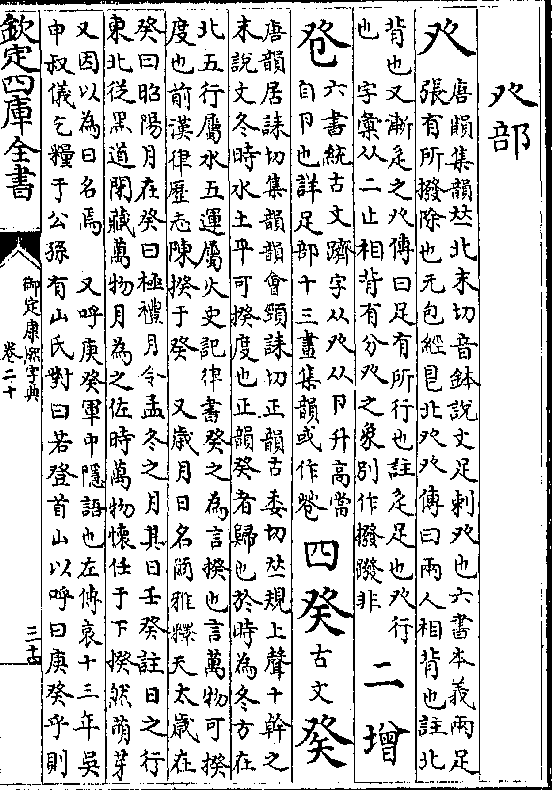 癶部
癶
唐韻集韻𠀤北末切音鉢說文足剌癶也六書本義兩足
張有所撥除也元包經㒵北癶癶傳曰兩人相背也註北
背也又漸辵之癶傳曰足有所行也註辵足也癶行
也 字彙从二止相背有分癶之象別作撥蹳非
二增
六書統古文躋字从癶从卪升高當
自卪也詳足部十三畫集韻或作
四癸古文癸
唐韻居誄切集韻韻會頸誄切正韻古委切𠀤規上聲十幹之
末說文冬時水土平可揆度也正韻癸者歸也於時為冬方在
北五行屬水五運屬火史記律書癸之為言揆也言萬物可揆
度也前漢律歷志陳揆于癸 又歲月日名爾雅釋天太歲在
癸曰昭陽月在癸曰極禮月令孟冬之月其日壬癸註日之行
東北從黑道閉藏萬物月為之佐時萬物懷任于下揆然萌芽
又因以為日名焉 又呼庚癸軍中隱語也左傳哀十三年吳
申叔儀乞糧于公孫有山氏對曰若登首山以呼曰庚癸乎則
欽定四庫全書
御定康熙字典
卷二十
三十